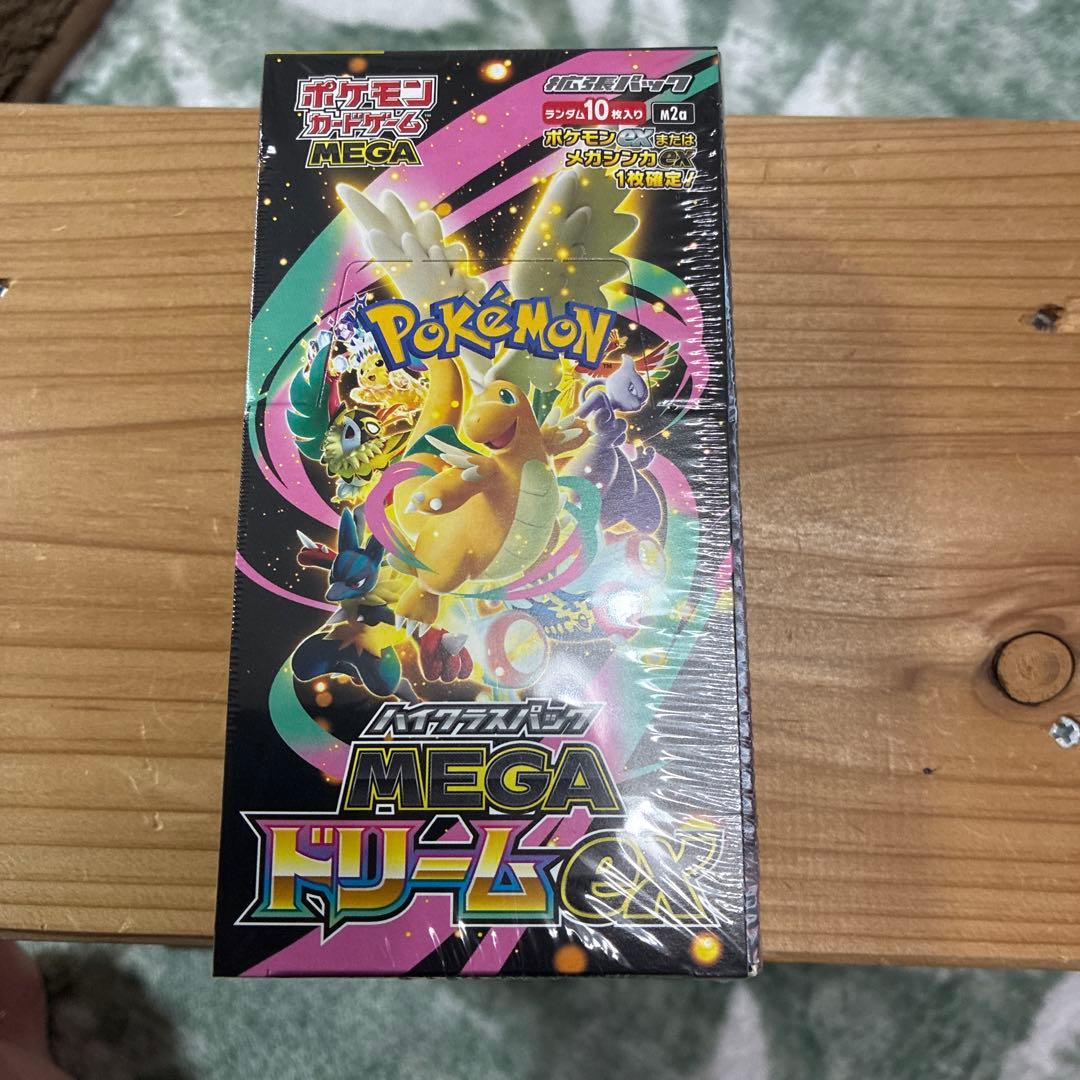 ポケモン
カードゲーム
MEGA
拡張パック
ランダム10枚入り
M2a
ポケモンexまたは
メガシンカex
1枚確定!
POKéMON
TM
ハイクラスパック
MEGA
ドリームex